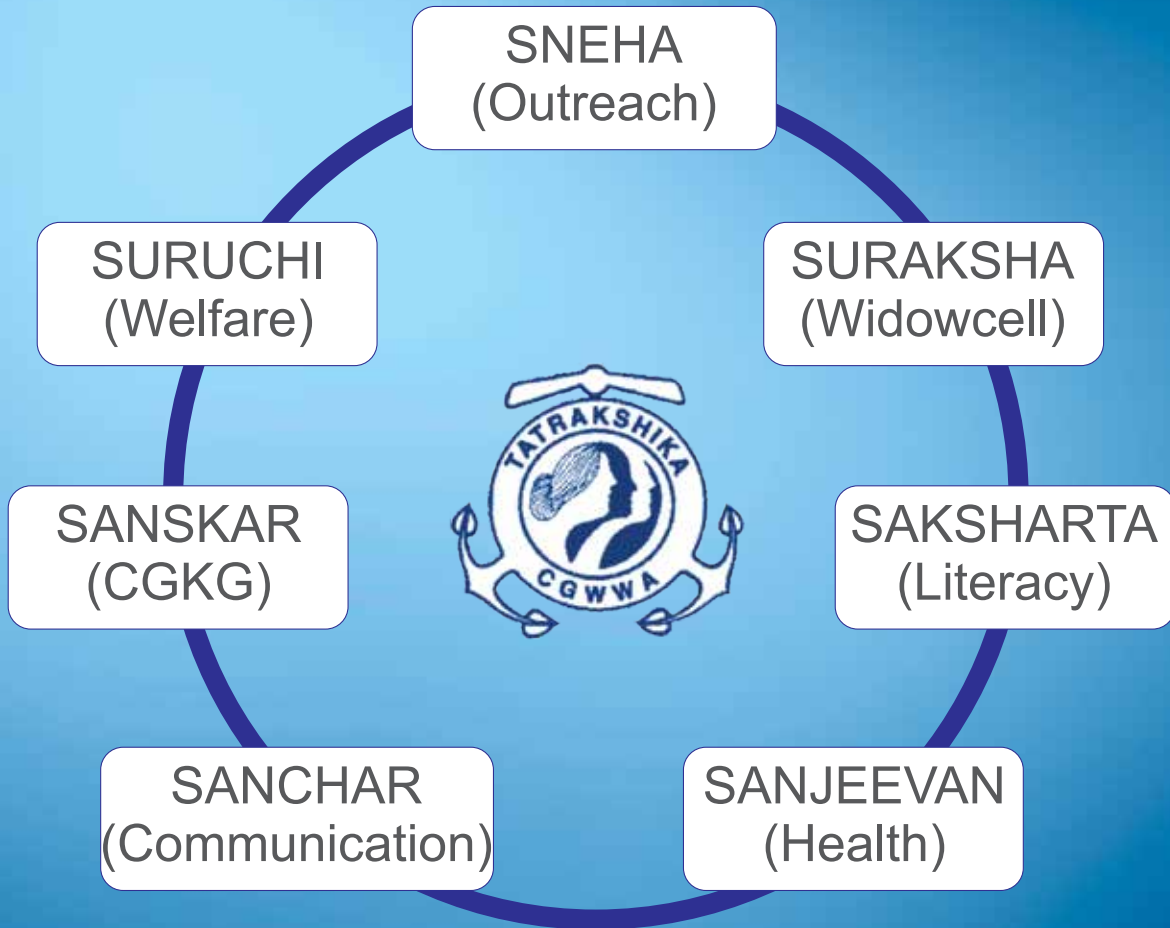 SNEHA
(Outreach)
SURUCHI
(Welfare)
SURAKSHA
(Widowcell)
TATRAKSHIKA
CGWWA
SANSKAR
(CGKG)
SAKSHARTA
(Literacy)
SANCHAR
(Communication)
SANJEEVAN
(Health)